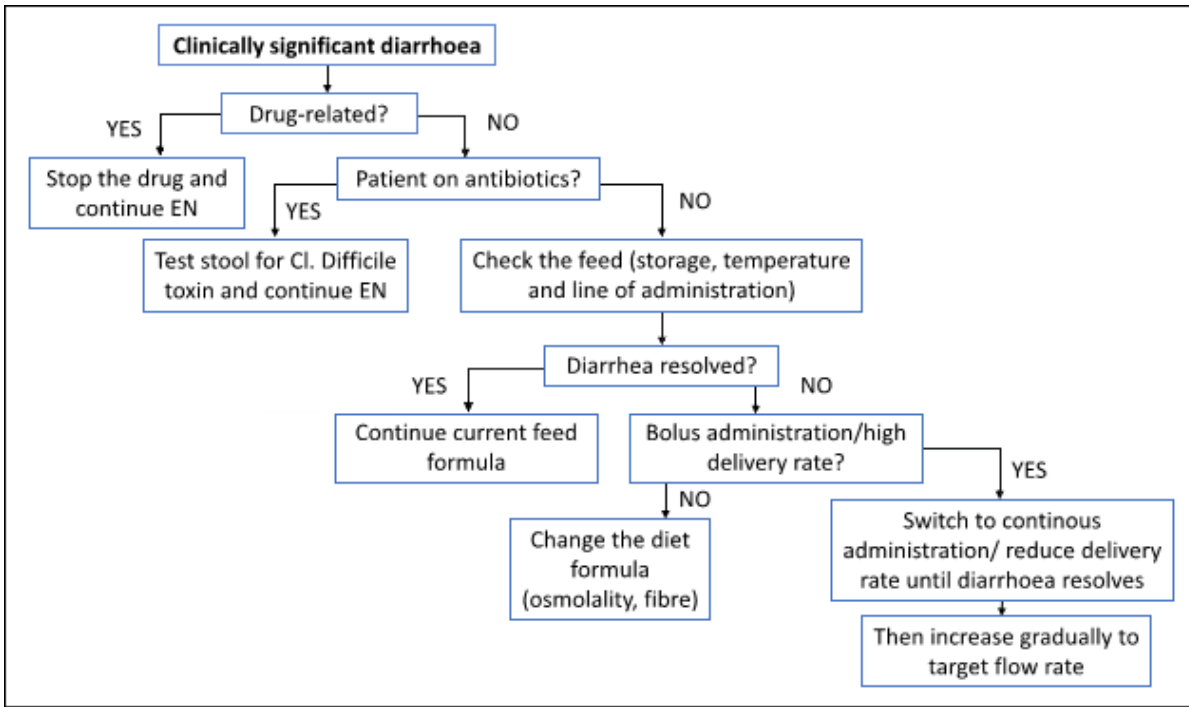 Clinically significant diarrhoea
Drug-related?
YES
NO
Stop the drug and
continue EN
Patient on antibiotics?
YES
NO
Test stool for Cl. Difficile
toxin and continue EN
Check the feed (storage, temperature
and line of administration)
Diarrhea resolved?
YES
NO
Continue current feed
formula
Bolus administration/high
delivery rate?
NO
YES
Change the diet
formula
(osmolality, fibre)
Switch to continous
administration/ reduce delivery
rate until diarrhoea resolves
Then increase gradually to
target flow rate